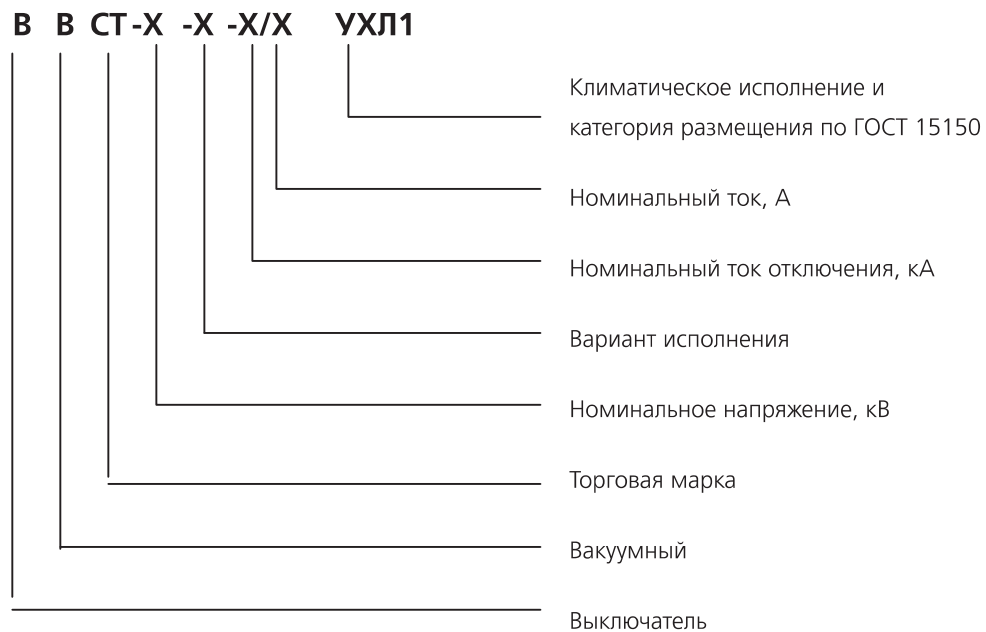 В В СТ-Х -Х -Х/Х УХЛ1
Климатическое исполнение и
категория размещения по ГОСТ 15150
Номинальный ток, А
Номинальный ток отключения, кА
Вариант исполнения
Номинальное напряжение, кВ
Торговая марка
Вакуумный
Выключатель